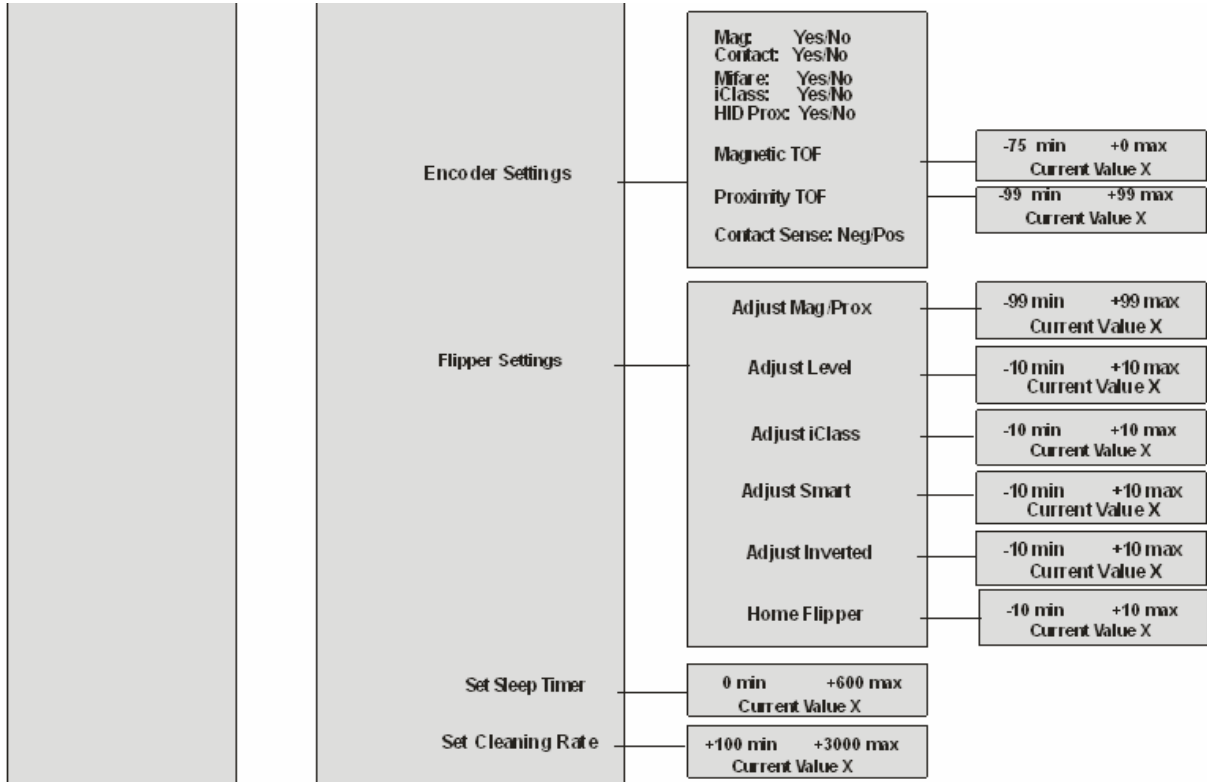 Mag: Yes/No
Contact: Yes/No
Mifare: Yes/No
iClass: Yes/No
HID Prox: Yes/No
Encoder Settings
Magnetic TOF
-75 min +0 max
Current Value X
Proximity TOF
-99 min +99 max
Current Value X
Contact Sense: Neg/Pos
Flipper Settings
Adjust Mag/Prox
-99 min +99 max
Current Value X
Adjust Level
-10 min +10 max
Current Value X
Adjust iClass
-10 min +10 max
Current Value X
Adjust Smart
-10 min +10 max
Current Value X
Adjust Inverted
-10 min +10 max
Current Value X
Home Flipper
-10 min +10 max
Current Value X
Set Sleep Timer
0 min +600 max
Current Value X
Set Cleaning Rate
+100 min +3000 max
Current Value X